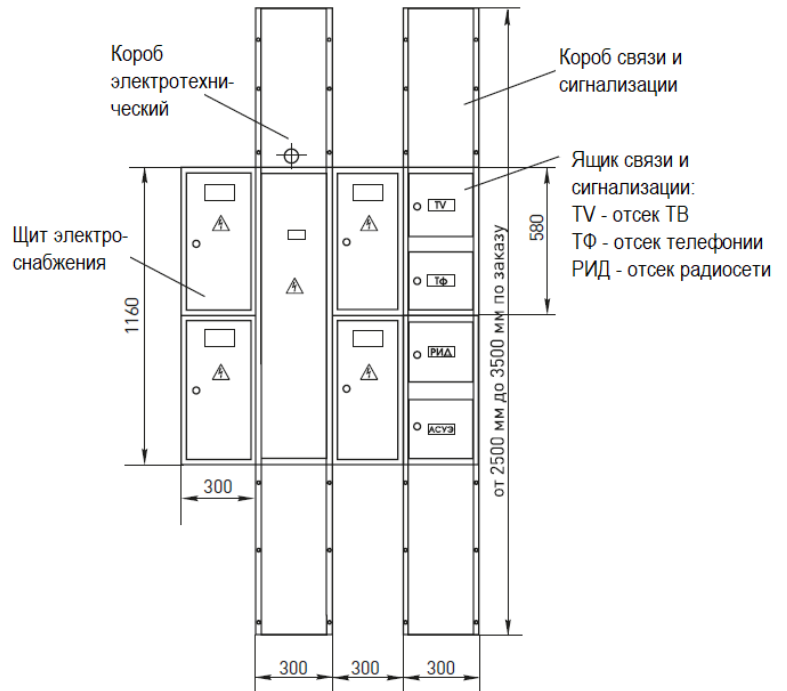 Короб
электротехни-
ческий
Короб связи и
сигнализации
Ящик связи и
сигнализации:
TV - отсек ТВ
ТФ - отсек телефонии
РИД - отсек радиосети
Щит электро-
снабжения
TV
ТФ
РИД
АСУЭ
1160
580
от 2500 мм до 3500 мм по заказу
300
300
300
300